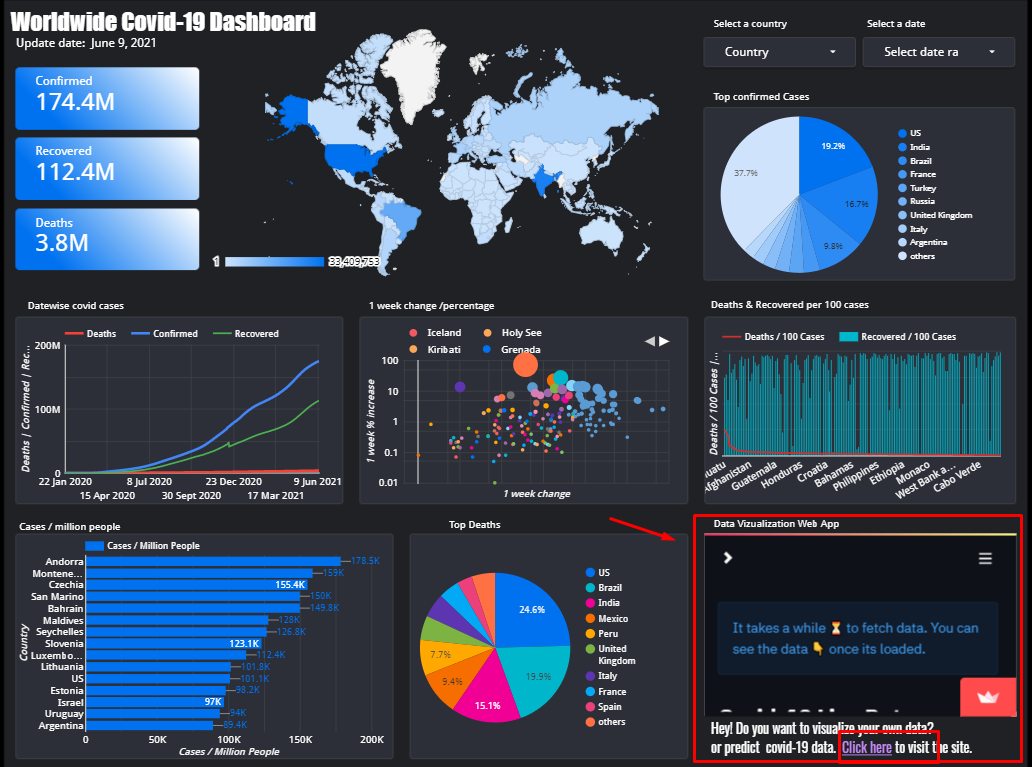 Worldwide Covid-19 Dashboard
Update date: June 9, 2021
Select a country
Select a date
Country
Select date ra
Confirmed
174.4M
Recovered
112.4M
Deaths
3.8M
1
33,409,753
Top confirmed Cases
19.2%
16.7%
9.8%
37.7%
US
India
Brazil
France
Turkey
Russia
United Kingdom
Italy
Argentina
others
Datewise covid cases
Deaths
Confirmed
Recovered
Deaths | Confirmed | Rec...
200M
100M
0
22 Jan 2020
8 Jul 2020
23 Dec 2020
9 Jun 2021
15 Apr 2020
30 Sept 2020
17 Mar 2021
1 week change /percentage
Iceland
Holy See
Kiribati
Grenada
1 week % increase
100
10
1
0.1
0.01
1 week change
Deaths & Recovered per 100 cases
Deaths / 100 Cases
Recovered / 100 Cases
Deaths / 100 Cases |...
Afghanistan
Guatemala
Honduras
Croatia
Bahamas
Philippines
Ethiopia
Monaco
West Bank a...
Cabo Verde
Cases / million people
Cases / Million People
Country
Andorra
178.5K
Montene...
159K
Czechia
155.4K
San Marino
150K
Bahrain
149.8K
Maldives
128K
Seychelles
126.8K
Slovenia
123.1K
Luxembo...
112.4K
Lithuania
101.8K
US
101.1K
Estonia
98.2K
Israel
97K
Uruguay
94K
Argentina
89.4K
0
50K
100K
150K
200K
Cases / Million People
Top Deaths
24.6%
19.9%
15.1%
9.4%
7.7%
US
Brazil
India
Mexico
Peru
United
Kingdom
Italy
France
Spain
others
Data Vizualization Web App
It takes a while ⏳ to fetch data. You can
see the data 👇 once its loaded.
Hey! Do you want to visualize your own data?
or predict covid-19 data. Click here to visit the site.